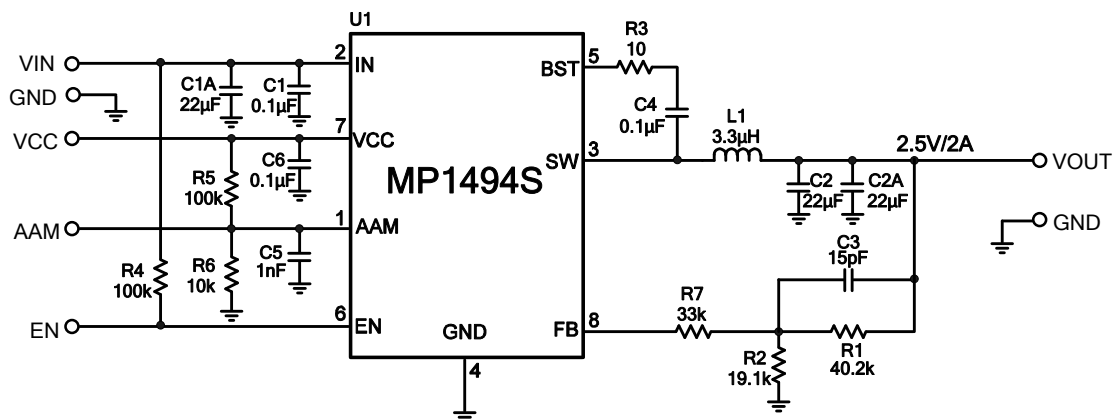 U1
VIN
GND
VCC
AAM
EN
2
IN
7
VCC
1
AAM
6
EN
MP1494S
GND
4
5
BST
3
SW
8
FB
C1A
22µF
C1
0.1µF
C6
0.1µF
R5
100k
R4
100k
R6
10k
C5
1nF
R3
10
C4
0.1µF
L1
3.3µH
2.5V/2A
C2
22µF
C2A
22µF
VOUT
GND
C3
15pF
R7
33k
R2
19.1k
R1
40.2k